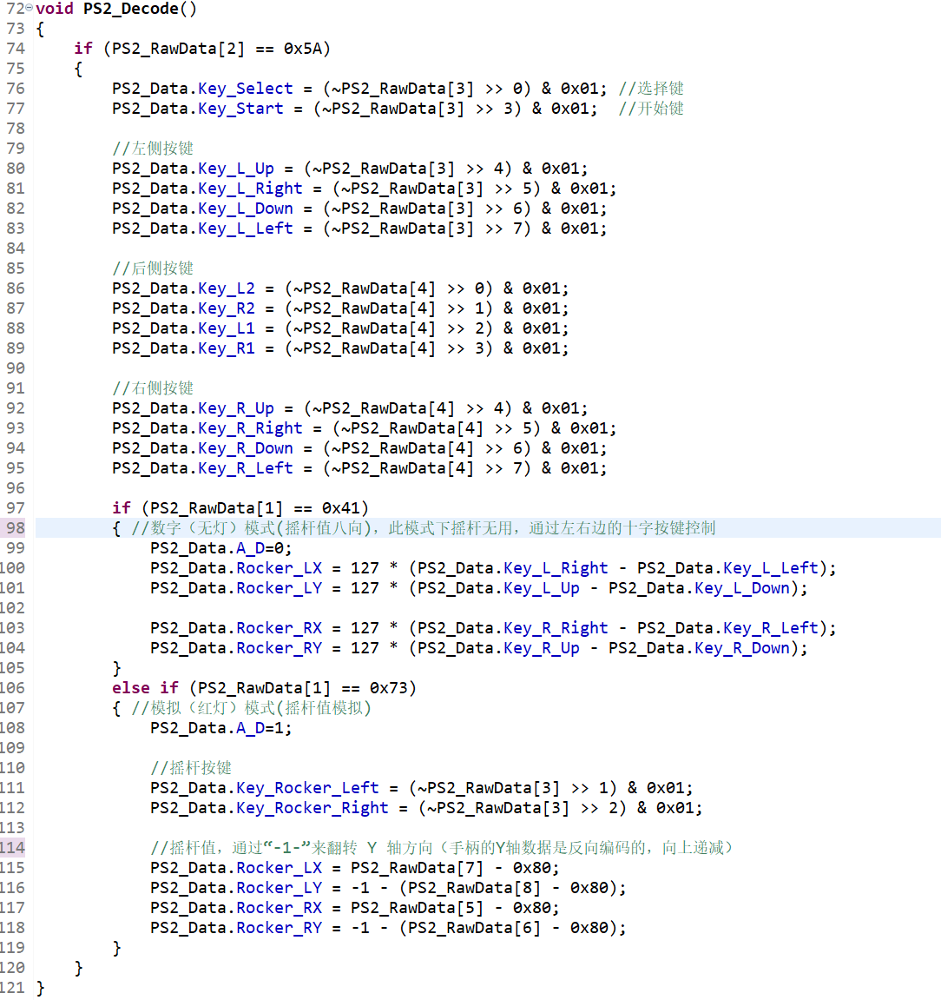 72 void PS2_Decode()
73 {
74     if (PS2_RawData[2] == 0x5A)
75     {
76         PS2_Data.Key_Select = (~PS2_RawData[3] >> 0) & 0x01; //选择键
77         PS2_Data.Key_Start = (~PS2_RawData[3] >> 3) & 0x01;  //开始键
78
79         //左侧按键
80         PS2_Data.Key_L_Up = (~PS2_RawData[3] >> 4) & 0x01;
81         PS2_Data.Key_L_Right = (~PS2_RawData[3] >> 5) & 0x01;
82         PS2_Data.Key_L_Down = (~PS2_RawData[3] >> 6) & 0x01;
83         PS2_Data.Key_L_Left = (~PS2_RawData[3] >> 7) & 0x01;
84
85         //后侧按键
86         PS2_Data.Key_L2 = (~PS2_RawData[4] >> 0) & 0x01;
87         PS2_Data.Key_R2 = (~PS2_RawData[4] >> 1) & 0x01;
88         PS2_Data.Key_L1 = (~PS2_RawData[4] >> 2) & 0x01;
89         PS2_Data.Key_R1 = (~PS2_RawData[4] >> 3) & 0x01;
90
91         //右侧按键
92         PS2_Data.Key_R_Up = (~PS2_RawData[4] >> 4) & 0x01;
93         PS2_Data.Key_R_Right = (~PS2_RawData[4] >> 5) & 0x01;
94         PS2_Data.Key_R_Down = (~PS2_RawData[4] >> 6) & 0x01;
95         PS2_Data.Key_R_Left = (~PS2_RawData[4] >> 7) & 0x01;
96
97         if (PS2_RawData[1] == 0x41)
98         { //数字（无灯）模式(摇杆值八向)，此模式下摇杆无用，通过左右边的十字按键控制
99             PS2_Data.A_D=0;
100             PS2_Data.Rocker_LX = 127 * (PS2_Data.Key_L_Right - PS2_Data.Key_L_Left);
101             PS2_Data.Rocker_LY = 127 * (PS2_Data.Key_L_Up - PS2_Data.Key_L_Down);
102
103             PS2_Data.Rocker_RX = 127 * (PS2_Data.Key_R_Right - PS2_Data.Key_R_Left);
104             PS2_Data.Rocker_RY = 127 * (PS2_Data.Key_R_Up - PS2_Data.Key_R_Down);
105         }
106         else if (PS2_RawData[1] == 0x73)
107         { //模拟（红灯）模式(摇杆值模拟)
108             PS2_Data.A_D=1;
109
110             //摇杆按键
111             PS2_Data.Key_Rocker_Left = (~PS2_RawData[3] >> 1) & 0x01;
112             PS2_Data.Key_Rocker_Right = (~PS2_RawData[3] >> 2) & 0x01;
113
114             //摇杆值，通过“-1-”来翻转 Y 轴方向（手柄的Y轴数据是反向编码的，向上递减）
115             PS2_Data.Rocker_LX = PS2_RawData[7] - 0x80;
116             PS2_Data.Rocker_LY = -1 - (PS2_RawData[8] - 0x80);
117             PS2_Data.Rocker_RX = PS2_RawData[5] - 0x80;
118             PS2_Data.Rocker_RY = -1 - (PS2_RawData[6] - 0x80);
119         }
120     }
121 }